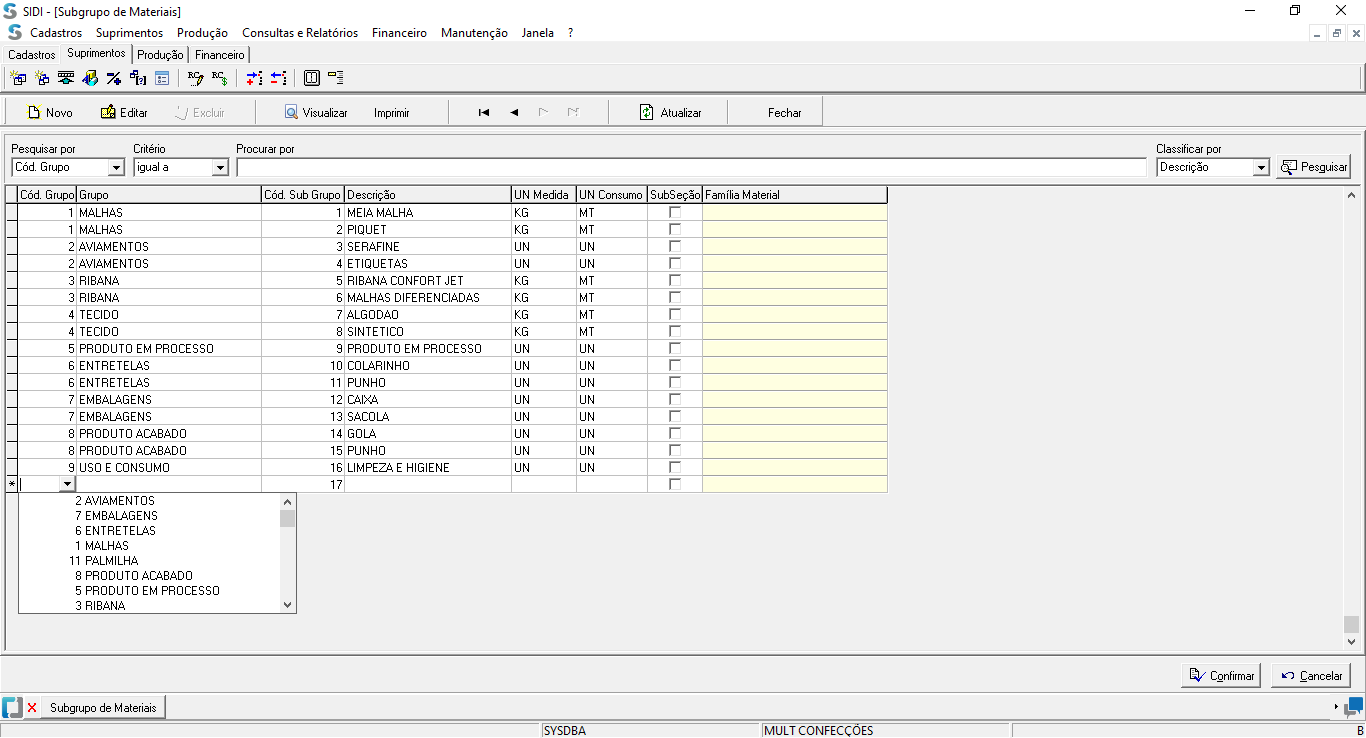 SIDI - [Subgrupo de Materiais]
Cadastros Suprimentos Produção Consultas e Relatórios Financeiro Manutenção Janela ?
Cadastros Suprimentos Produção Financeiro
Novo Editar Excluir Visualizar Imprimir Atualizar Fechar
Pesquisar por Critério Procurar por Classificar por
Cód. Grupo igual a Descrição Pesquisar
Cód. Grupo Grupo Cód. Sub Grupo Descrição UN Medida UN Consumo SubSeção Família Material
1 MALHAS 1 MEIA MALHA KG MT
1 MALHAS 2 PIQUET KG MT
2 AVIAMENTOS 3 SERAFINE UN UN
2 AVIAMENTOS 4 ETIQUETAS UN UN
3 RIBANA 5 RIBANA CONFORT JET KG MT
3 RIBANA 6 MALHAS DIFERENCIADAS KG MT
4 TECIDO 7 ALGODAO KG MT
4 TECIDO 8 SINTETICO KG MT
5 PRODUTO EM PROCESSO 9 PRODUTO EM PROCESSO UN UN
6 ENTRETELAS 10 COLARINHO UN UN
6 ENTRETELAS 11 PUNHO UN UN
7 EMBALAGENS 12 CAIXA UN UN
7 EMBALAGENS 13 SACOLA UN UN
8 PRODUTO ACABADO 14 GOLA UN UN
8 PRODUTO ACABADO 15 PUNHO UN UN
9 USO E CONSUMO 16 LIMPEZA E HIGIENE UN UN
* 17
2 AVIAMENTOS
7 EMBALAGENS
6 ENTRETELAS
1 MALHAS
11 PALMILHA
8 PRODUTO ACABADO
5 PRODUTO EM PROCESSO
3 RIBANA
Confirmar Cancelar
Subgrupo de Materiais
SYSDBA MULT CONFECÇÕES B